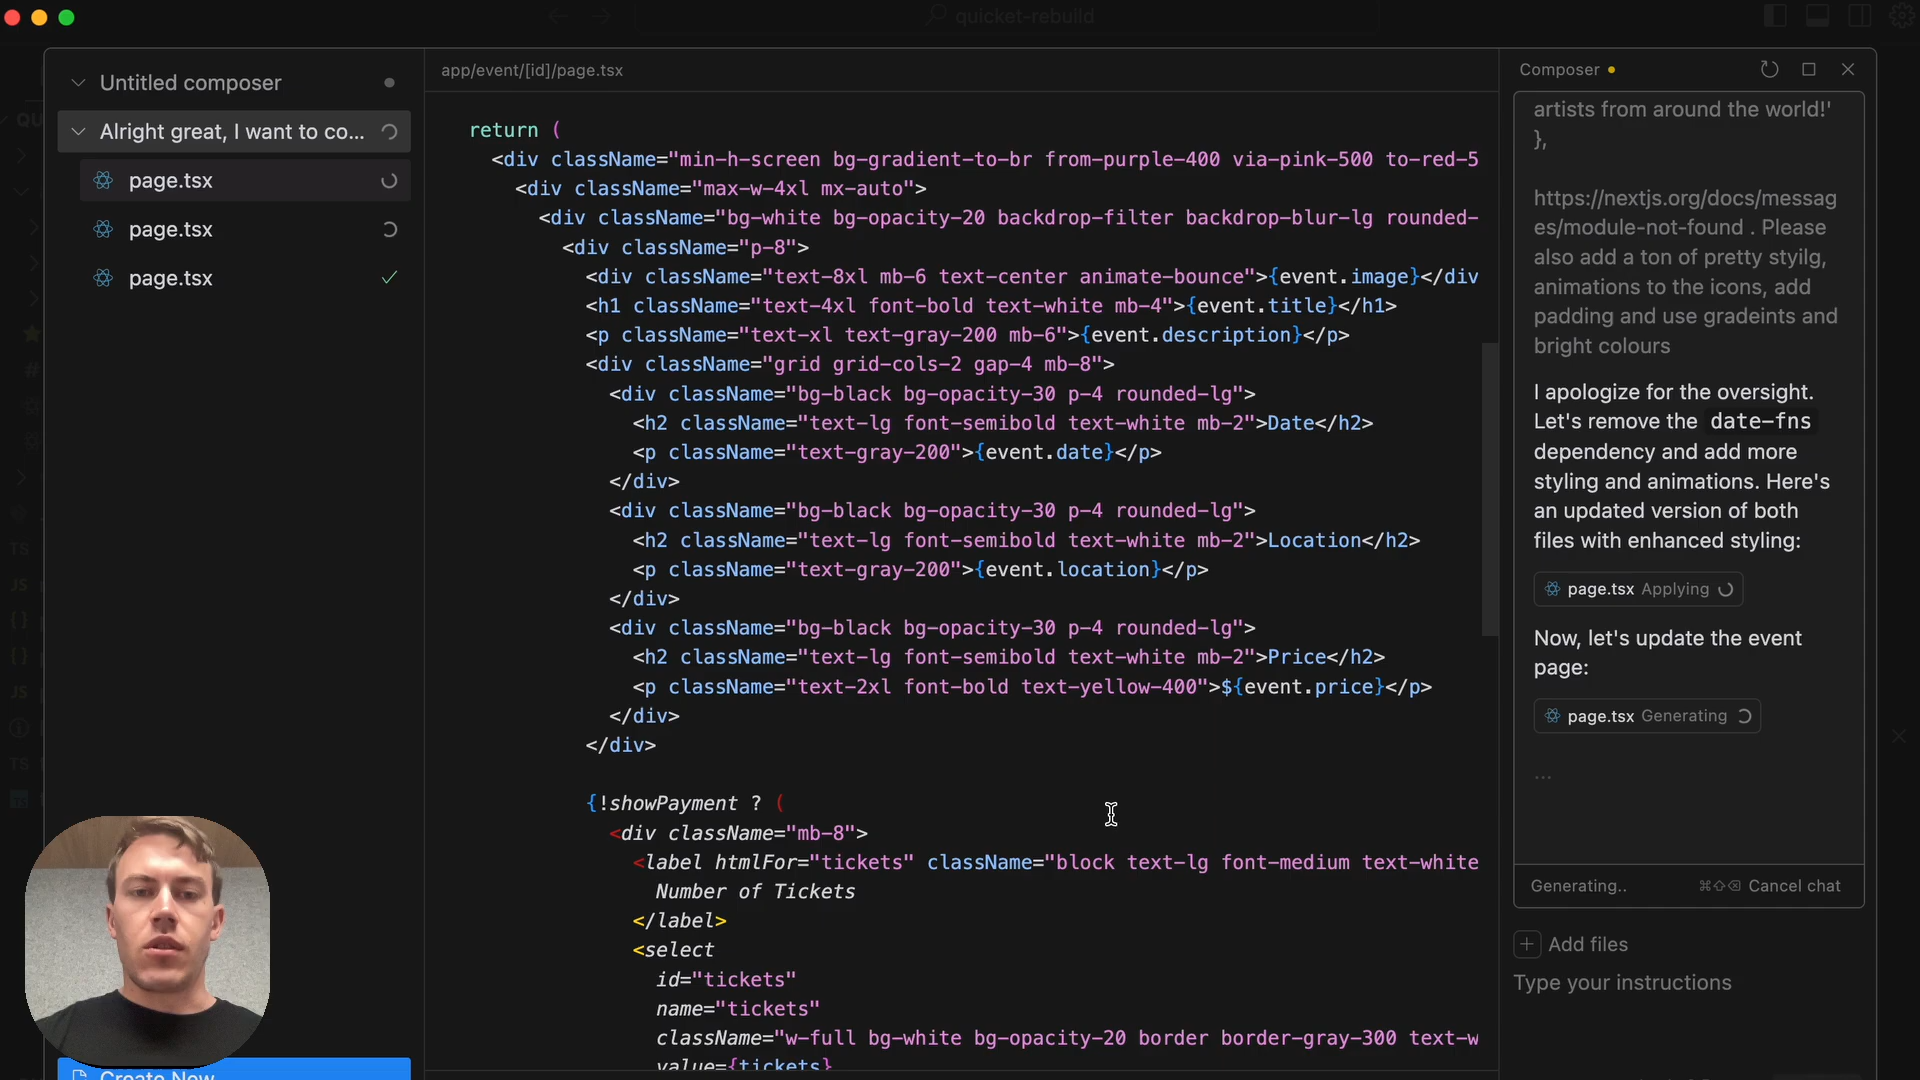 quicket-rebuild
Untitled composer
Alright great, I want to co...
page.tsx
page.tsx
page.tsx
Create New
app/event/[id]/page.tsx
return (
<div className="min-h-screen bg-gradient-to-br from-purple-400 via-pink-500 to-red-5
<div className="max-w-4xl mx-auto">
<div className="bg-white bg-opacity-20 backdrop-filter backdrop-blur-lg rounded-
<div className="p-8">
<div className="text-8xl mb-6 text-center animate-bounce">{event.image}</div
<h1 className="text-4xl font-bold text-white mb-4">{event.title}</h1>
<p className="text-xl text-gray-200 mb-6">{event.description}</p>
<div className="grid grid-cols-2 gap-4 mb-8">
<div className="bg-black bg-opacity-30 p-4 rounded-lg">
<h2 className="text-lg font-semibold text-white mb-2">Date</h2>
<p className="text-gray-200">{event.date}</p>
</div>
<div className="bg-black bg-opacity-30 p-4 rounded-lg">
<h2 className="text-lg font-semibold text-white mb-2">Location</h2>
<p className="text-gray-200">{event.location}</p>
</div>
<div className="bg-black bg-opacity-30 p-4 rounded-lg">
<h2 className="text-lg font-semibold text-white mb-2">Price</h2>
<p className="text-2xl font-bold text-yellow-400">${event.price}</p>
</div>
</div>
{!showPayment ? (
<div className="mb-8">
<label htmlFor="tickets" className="block text-lg font-medium text-white
Number of Tickets
</label>
<select
id="tickets"
name="tickets"
className="w-full bg-white bg-opacity-20 border border-gray-300 text-w
value={tickets}
Composer
artists from around the world!'
},
https://nextjs.org/docs/messag
es/module-not-found . Please
also add a ton of pretty styilg,
animations to the icons, add
padding and use gradeints and
bright colours
I apologize for the oversight.
Let's remove the date-fns
dependency and add more
styling and animations. Here's
an updated version of both
files with enhanced styling:
page.tsx Applying
Now, let's update the event
page:
page.tsx Generating
...
Generating.. ⌘⇧⌫ Cancel chat
+ Add files
Type your instructions